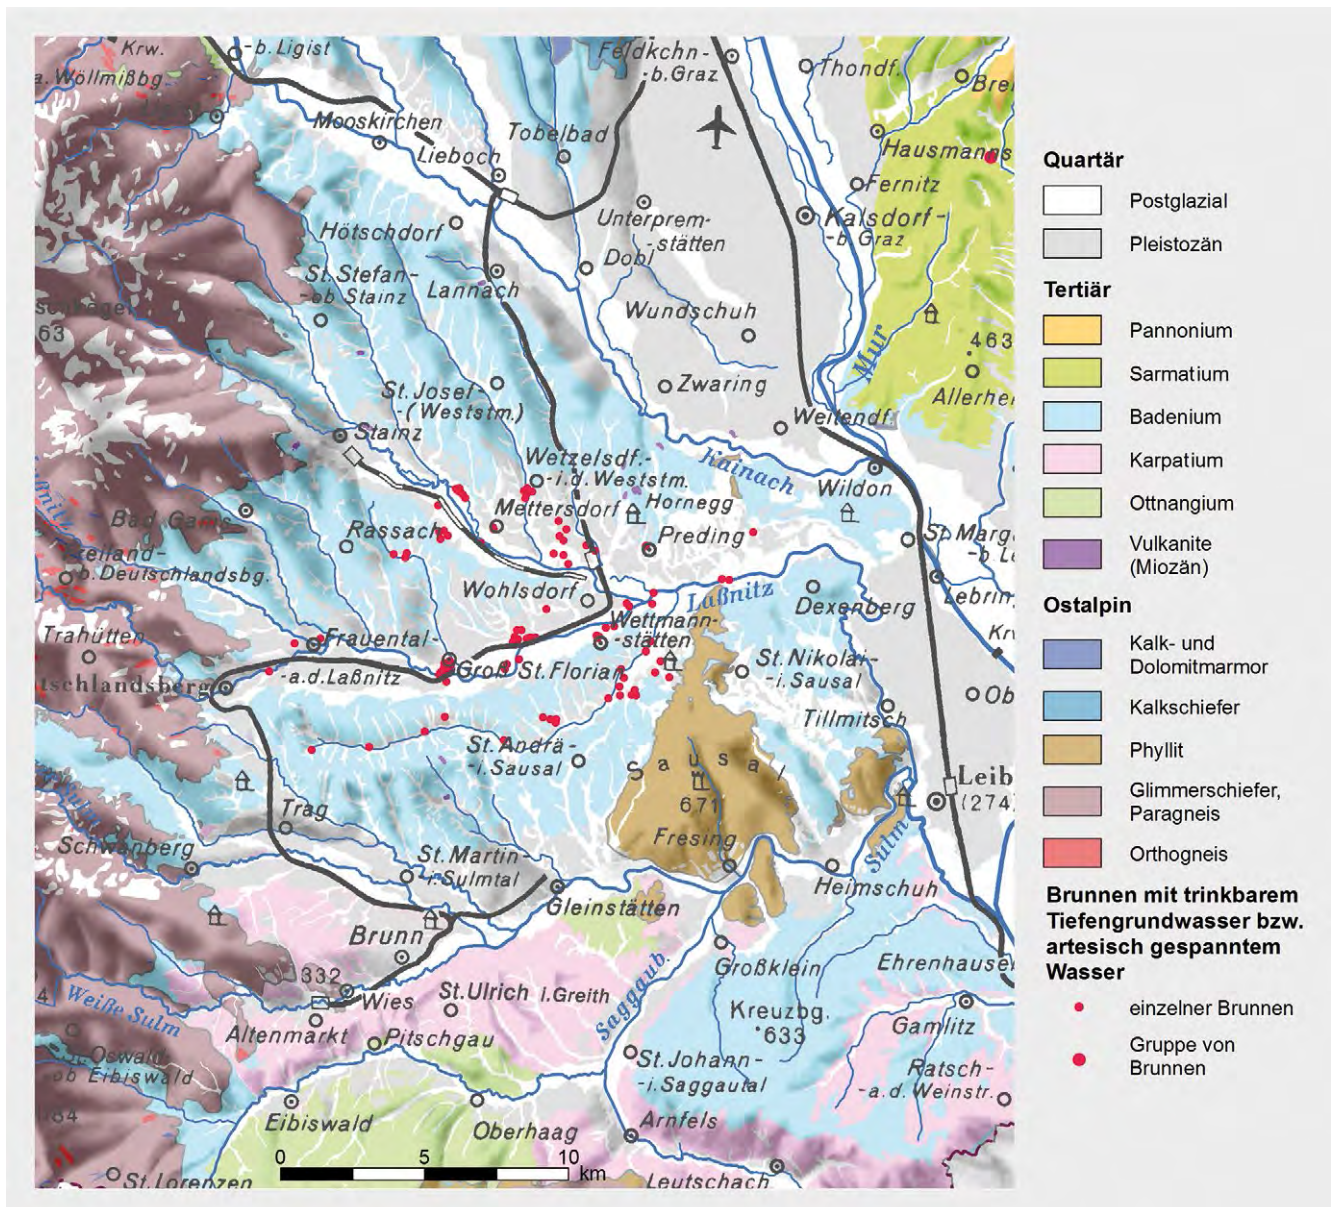 Krw.
-b. Ligist
a. Wöllmißbg.
Feldkchn-
-b. Graz
Thondf.
Mooskirchen
Tobelbad
Lieboch
Hausmanns
Fernitz
Unterprem-
-stätten
Kalsdorf-
-b. Graz
Hötschdorf
Dobl
St. Stefan-
-ob Stainz
Lannach
Wundschuh
63
Mur
463
St. Josef-
-(Weststm.)
Zwaring
Allerhe
Stainz
Weitendf.
Wetzelsdf.-
-i.d. Weststm.
Kainach
Wildon
Bad Gams
Mettersdorf
Hornegg
Rassach
Preding
St. Marg
-b. Le
-b. Deutschlandsbg.
Wohlsdorf
Laßnitz
Dexenberg
Lebrin
Trahütten
Frauental-
-a.d. Laßnitz
Wettmann-
-stätten
Kr
Groß St. Florian
St. Nikolai-
-i. Sausal
tschlandsberg
Ob
Tillmitsch
St. Andrä-
-i. Sausal
Sausal
671
Leib
(274
Trag
Fresing
Sulm
Schwanberg
St. Martin-
-i. Sulmtal
Heimschuh
Gleinstätten
Brunn
Großklein
Ehrenhause
332
Saggaub.
Weiße Sulm
Wies
St. Ulrich i. Greith
Kreuzbg.
633
Gamlitz
Altenmarkt
Pitschgau
St. Oswald
ob Eibiswald
St. Johann-
-i. Saggautal
Ratsch-
-a.d. Weinstr.
Eibiswald
Oberhaag
Arnfels
St. Lorenzen
0 5 10
km
Leutschach
Quartär
Postglazial
Pleistozän
Tertiär
Pannonium
Sarmatium
Badenium
Karpatium
Ottnangium
Vulkanite
(Miozän)
Ostalpin
Kalk- und
Dolomitmarmor
Kalkschiefer
Phyllit
Glimmerschiefer,
Paragneis
Orthogneis
Brunnen mit trinkbarem
Tiefengrundwasser bzw.
artesisch gespanntem
Wasser
einzelner Brunnen
Gruppe von
Brunnen